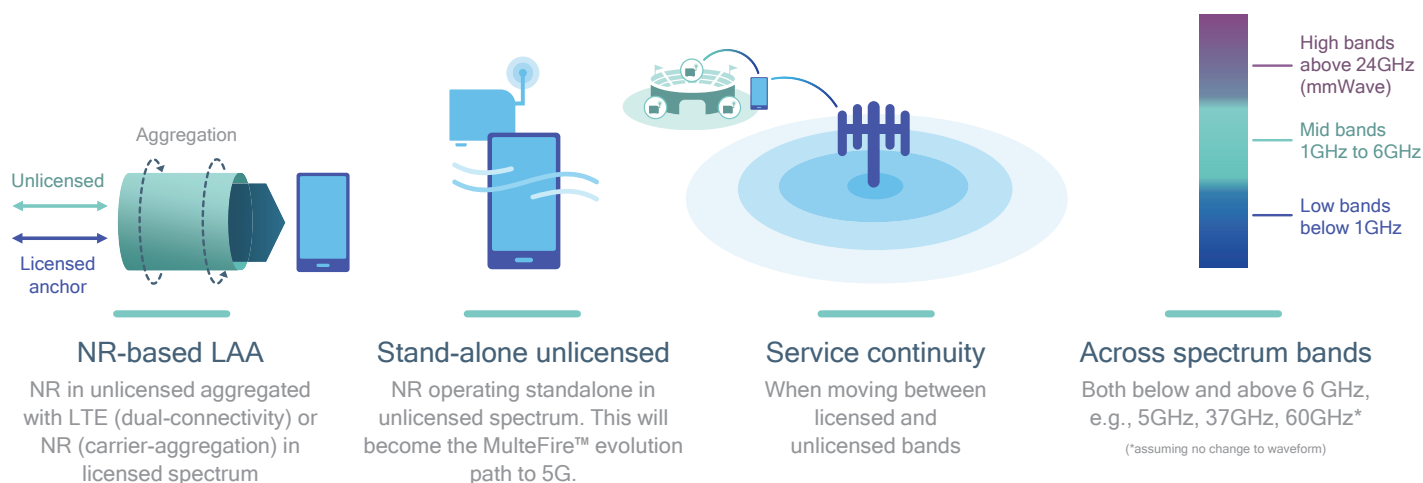 Aggregation
Unlicensed
Licensed
anchor
High bands
above 24GHz
(mmWave)
Mid bands
1GHz to 6GHz
Low bands
below 1GHz
NR-based LAA
NR in unlicensed aggregated
with LTE (dual-connectivity) or
NR (carrier-aggregation) in
licensed spectrum
Stand-alone unlicensed
NR operating standalone in
unlicensed spectrum. This will
become the MulteFire™ evolution
path to 5G.
Service continuity
When moving between
licensed and
unlicensed bands
Across spectrum bands
Both below and above 6 GHz,
e.g., 5GHz, 37GHz, 60GHz*
(*assuming no change to waveform)